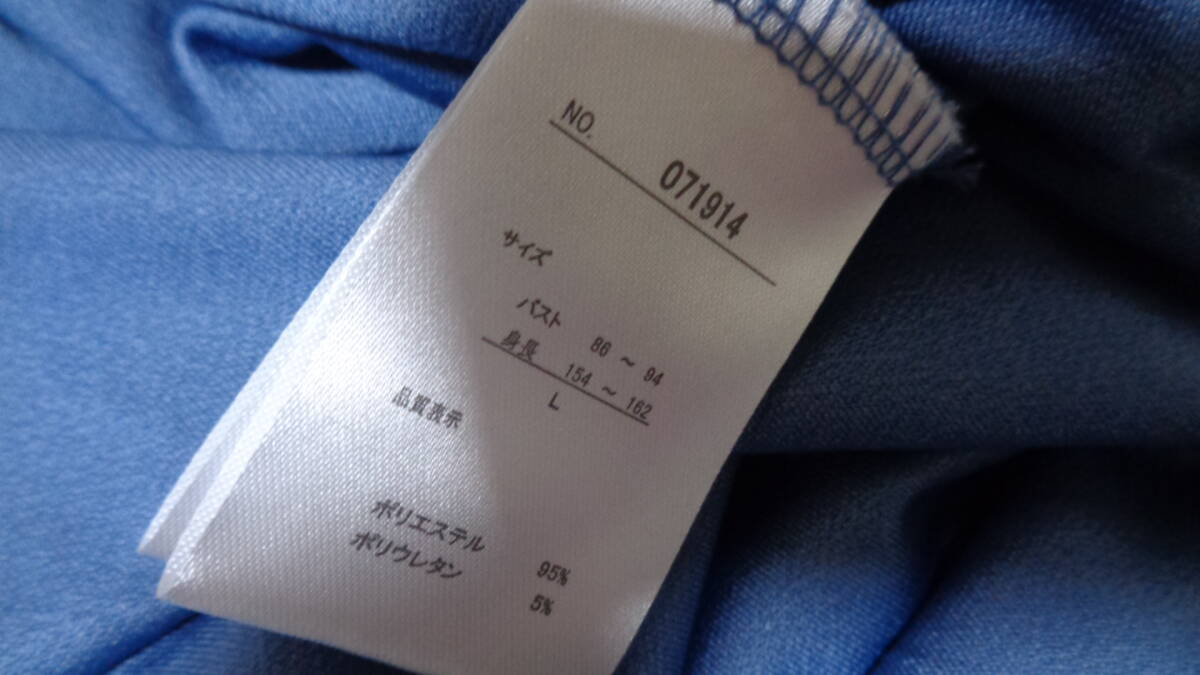 NO.
071914
サイズ
バスト 86 ~ 94
身長 154 ~ 162
L
品質表示
ポリエステル 95%
ポリウレタン 5%